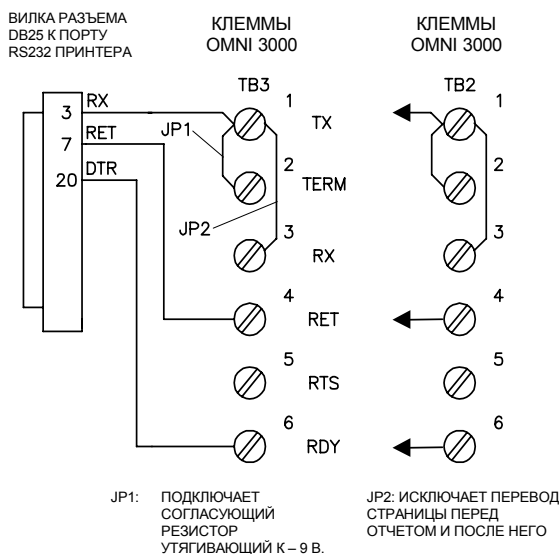 ВИЛКА РАЗЪЕМА
DB25 К ПОРТУ
RS232 ПРИНТЕРА
КЛЕММЫ
OMNI 3000
КЛЕММЫ
OMNI 3000
TB3
TB2
3 RX
7 RET
20 DTR
JP1
JP2
1 TX
2 TERM
3 RX
4 RET
5 RTS
6 RDY
1
2
3
4
5
6
JP1: ПОДКЛЮЧАЕТ
СОГЛАСУЮЩИЙ
РЕЗИСТОР
УТЯГИВАЮЩИЙ К – 9 В.
JP2: ИСКЛЮЧАЕТ ПЕРЕВОД
СТРАНИЦЫ ПЕРЕД
ОТЧЕТОМ И ПОСЛЕ НЕГО